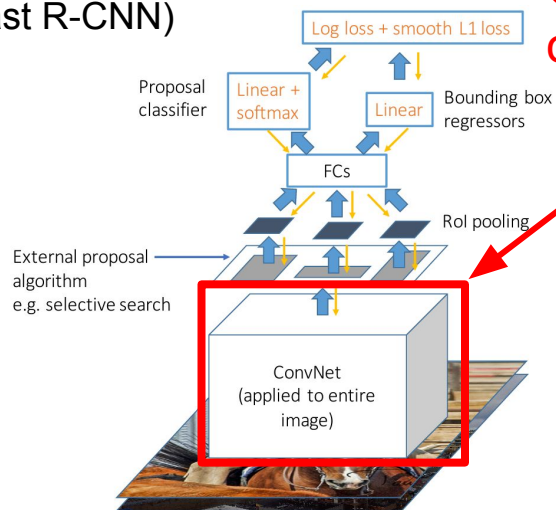 ast R-CNN)
Log loss + smooth L1 loss
Proposal
classifier
Linear +
softmax
Linear
Bounding box
regressors
FCs
RoI pooling
External proposal
algorithm
e.g. selective search
ConvNet
(applied to entire
image)